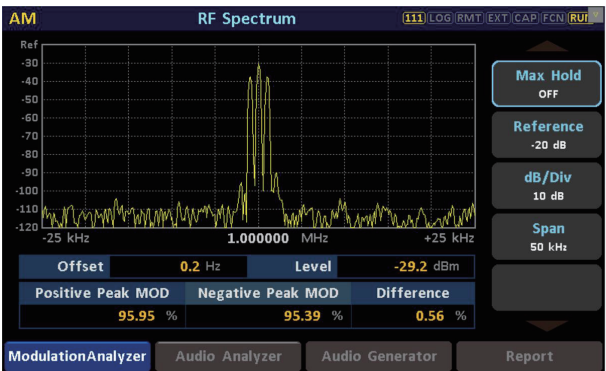 AM RF Spectrum 111 LOG RMT EXT CAP FCN RUN
Ref
-30
-40
-50
-60
-70
-80
-90
-100
-110
-120
-25 kHz 1.000000 MHz +25 kHz
Max Hold
OFF
Reference
-20 dB
dB/Div
10 dB
Span
50 kHz
Offset 0.2 Hz Level -29.2 dBm
Positive Peak MOD Negative Peak MOD Difference
95.95 % 95.39 % 0.56 %
ModulationAnalyzer Audio Analyzer Audio Generator Report